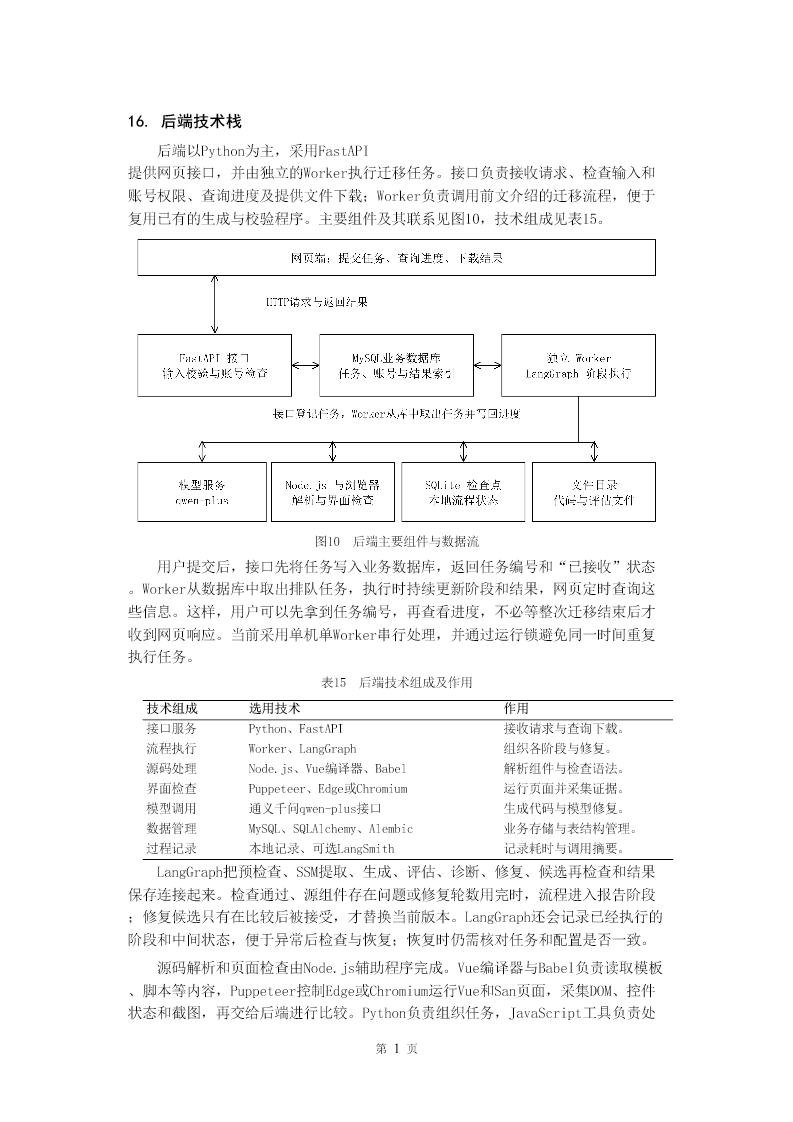 16. 后端技术栈
后端以Python为主，采用FastAPI
提供网页接口，并由独立的Worker执行迁移任务。接口负责接收请求、检查输入和
账号权限、查询进度及提供文件下载；Worker负责调用前文介绍的迁移流程，便于
复用已有的生成与校验程序。主要组件及其联系见图10，技术组成见表15。
网页端：提交任务、查询进度、下载结果
HTTP请求与返回结果
FastAPI 接口
输入校验与账号检查
MySQL业务数据库
任务、账号与结果索引
独立 Worker
LangGraph 阶段执行
接口登记任务，Worker从库中取出任务并写回进度
模型服务
qwen-plus
Node.js 与浏览器
解析与界面检查
SQLite 检查点
本地流程状态
文件目录
代码与评估文件
图10 后端主要组件与数据流
用户提交后，接口先将任务写入业务数据库，返回任务编号和“已接收”状态
。Worker从数据库中取出排队任务，执行时持续更新阶段和结果，网页定时查询这
些信息。这样，用户可以先拿到任务编号，再查看进度，不必等整次迁移结束后才
收到网页响应。当前采用单机单Worker串行处理，并通过运行锁避免同一时间重复
执行任务。
表15 后端技术组成及作用
技术组成 选用技术 作用
接口服务 Python、FastAPI 接收请求与查询下载。
流程执行 Worker、LangGraph 组织各阶段与修复。
源码处理 Node.js、Vue编译器、Babel 解析组件与检查语法。
界面检查 Puppeteer、Edge或Chromium 运行页面并采集证据。
模型调用 通义千问qwen-plus接口 生成代码与模型修复。
数据管理 MySQL、SQLAlchemy、Alembic 业务存储与表结构管理。
过程记录 本地记录、可选LangSmith 记录耗时与调用摘要。
LangGraph把预检查、SSM提取、生成、评估、诊断、修复、候选再检查和结果
保存连接起来。检查通过、源组件存在问题或修复轮数用完时，流程进入报告阶段
；修复候选只有在比较后被接受，才替换当前版本。LangGraph还会记录已经执行的
阶段和中间状态，便于异常后检查与恢复；恢复时仍需核对任务和配置是否一致。
源码解析和页面检查由Node.js辅助程序完成。Vue编译器与Babel负责读取模板
、脚本等内容，Puppeteer控制Edge或Chromium运行Vue和San页面，采集DOM、控件
状态和截图，再交给后端进行比较。Python负责组织任务，JavaScript工具负责处
第 1 页